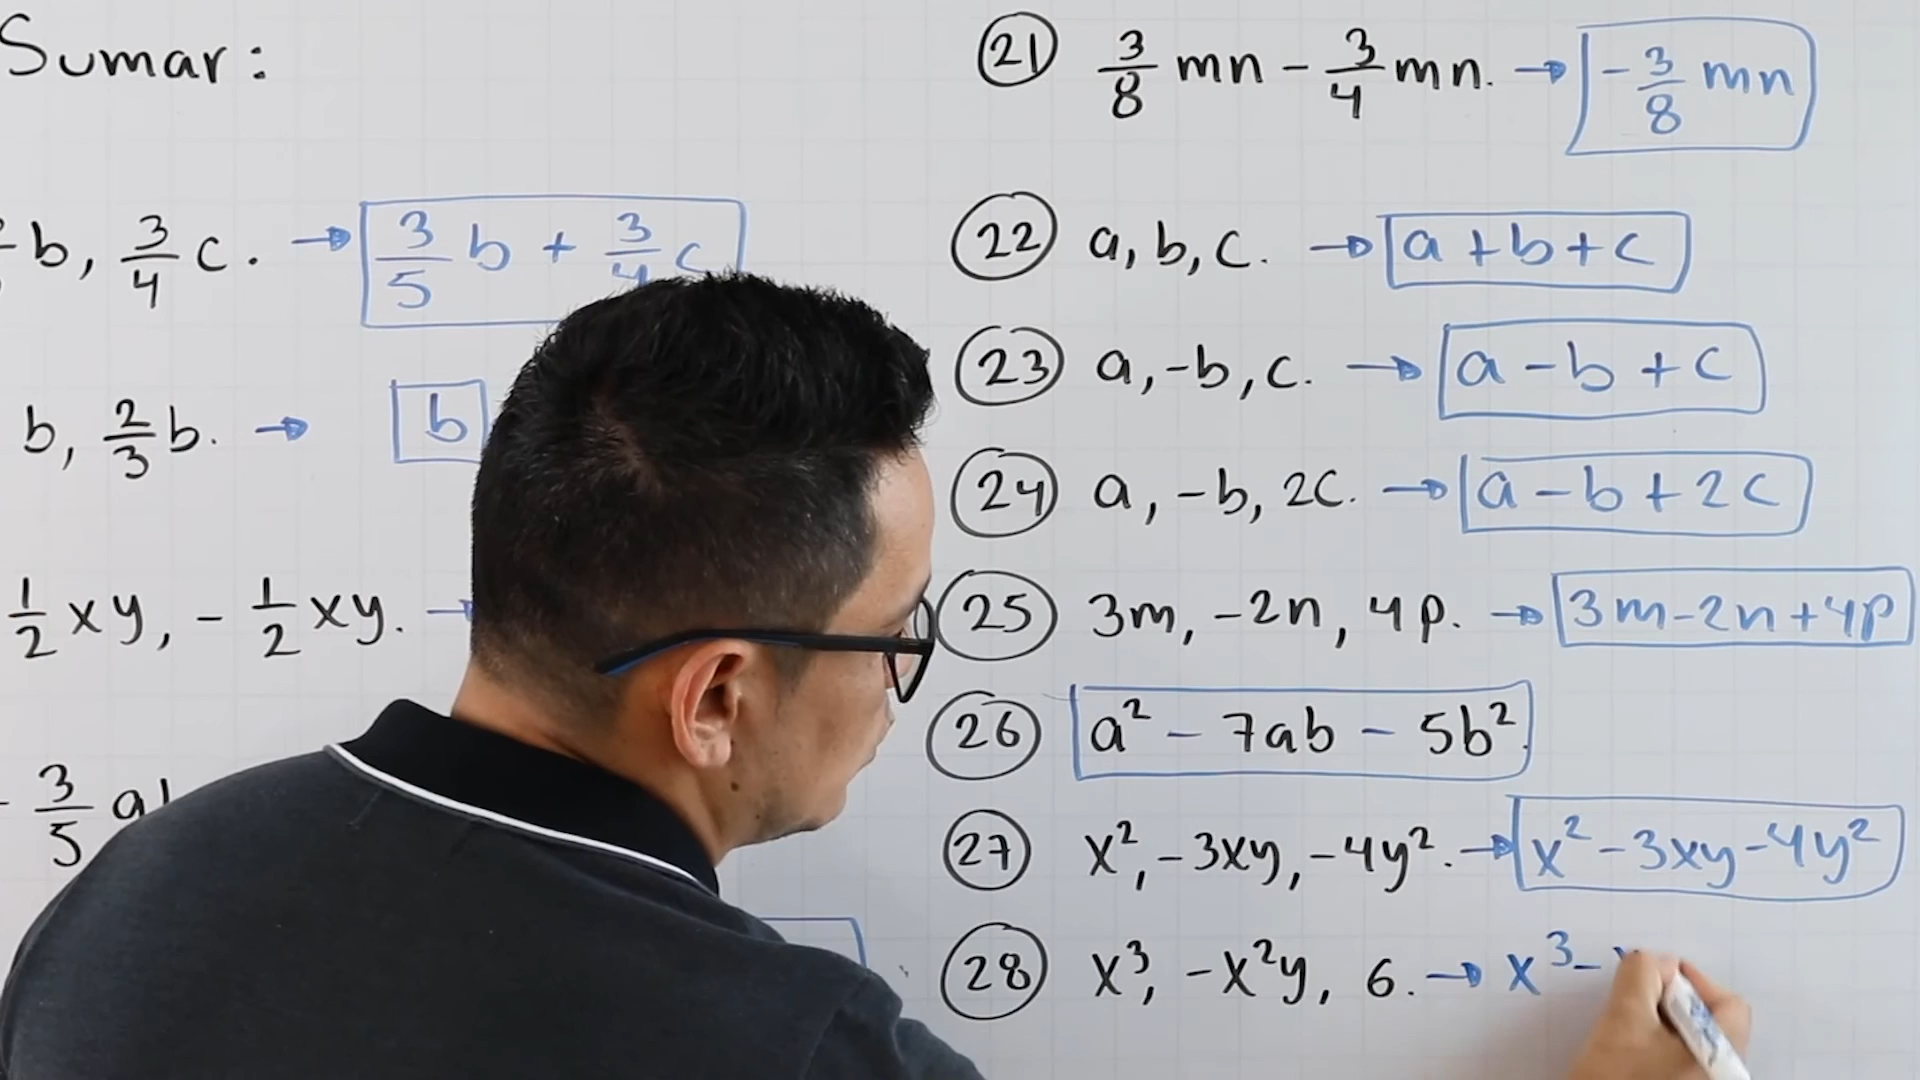 Sumar:
b, 3/4 c. → 3/5 b + 3/4 c
b, 2/3 b. → b
1/2 xy, - 1/2 xy. →
3/5
21 3/8 mn - 3/4 mn. → -3/8 mn
22 a, b, c. → a + b + c
23 a, -b, c. → a - b + c
24 a, -b, 2c. → a - b + 2c
25 3m, -2n, 4p. → 3m - 2n + 4p
26 a² - 7ab - 5b².
27 x², -3xy, -4y². → x² - 3xy - 4y²
28 x³, -x²y, 6. → x³ -